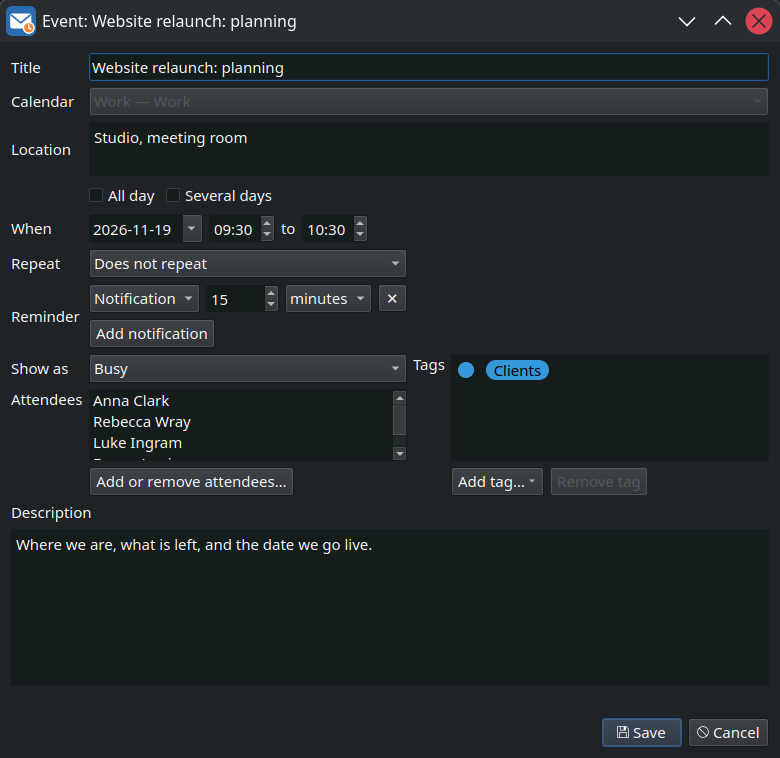 Event: Website relaunch: planning
Title Website relaunch: planning
Calendar Work — Work
Location Studio, meeting room
All day Several days
When 2026-11-19 09:30 to 10:30
Repeat Does not repeat
Reminder Notification 15 minutes
Add notification
Show as Busy Tags Clients
Attendees Anna Clark
Rebecca Wray
Luke Ingram
Add or remove attendees... Add tag... Remove tag
Description
Where we are, what is left, and the date we go live.
Save Cancel